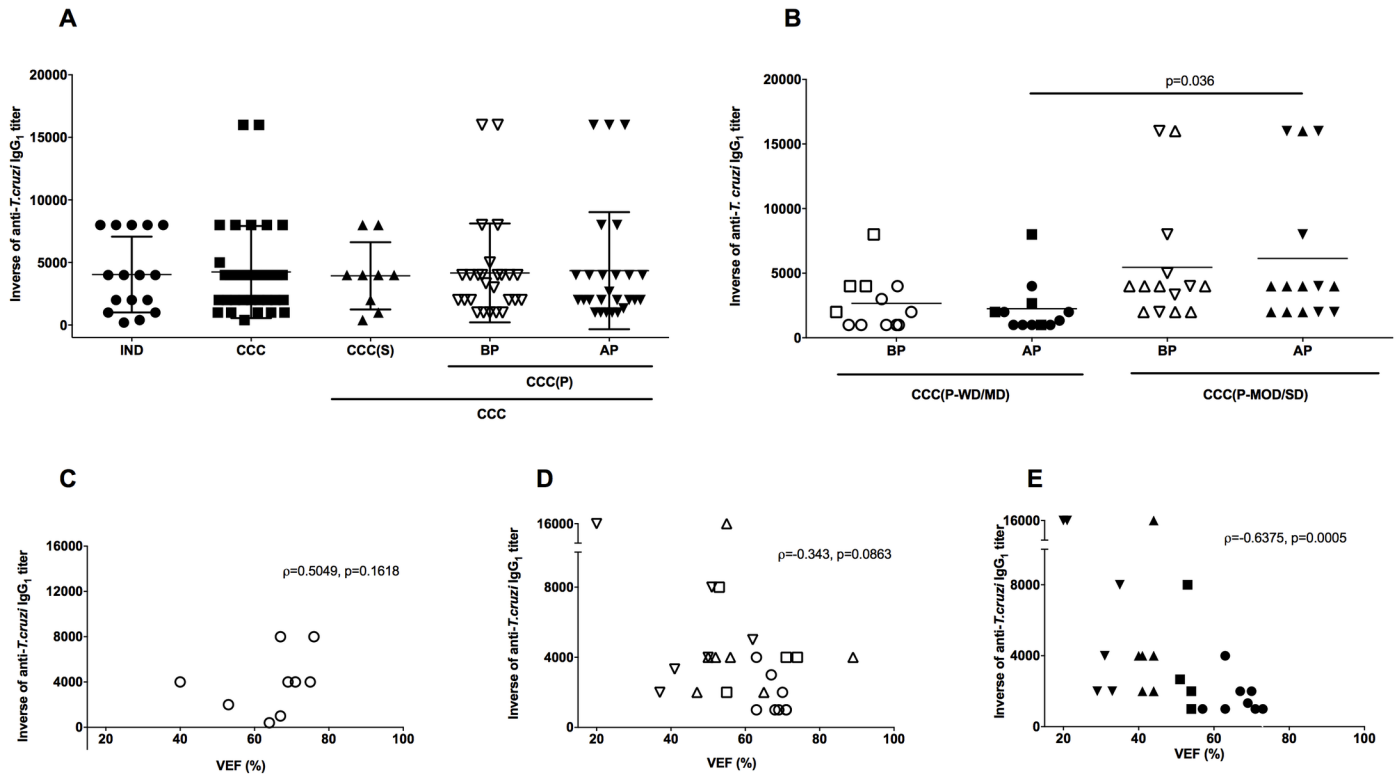 A
Inverse of anti-T.cruzi IgG1 titer
20000
15000
10000
5000
0
IND CCC CCC(S) BP AP
CCC(P)
CCC
B
Inverse of anti-T. cruzi IgG1 titer
20000
15000
10000
5000
0
p=0.036
BP AP BP AP
CCC(P-WD/MD) CCC(P-MOD/SD)
C
Inverse of anti-T.cruzi IgG1 titer
16000
12000
8000
4000
0
ρ=0.5049, p=0.1618
20 40 60 80 100
VEF (%)
D
Inverse of anti-T.cruzi IgG1 titer
16000
8000
4000
0
ρ=-0.343, p=0.0863
20 40 60 80 100
VEF (%)
E
Inverse of anti-T.cruzi IgG1 titer
16000
8000
4000
0
ρ=-0.6375, p=0.0005
20 40 60 80 100
VEF (%)